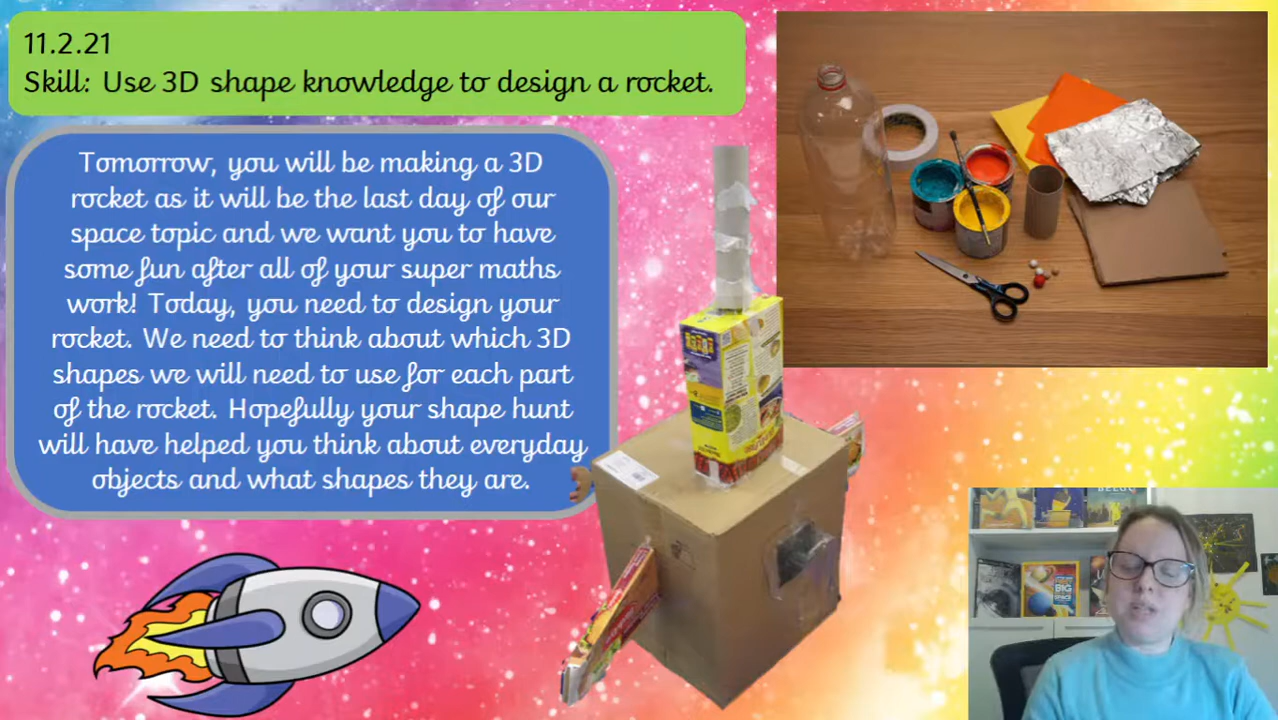 11.2.21
Skill: Use 3D shape knowledge to design a rocket.
Tomorrow, you will be making a 3D
rocket as it will be the last day of our
space topic and we want you to have
some fun after all of your super maths
work! Today, you need to design your
rocket. We need to think about which 3D
shapes we will need to use for each part
of the rocket. Hopefully your shape hunt
will have helped you think about everyday
objects and what shapes they are.
BIG